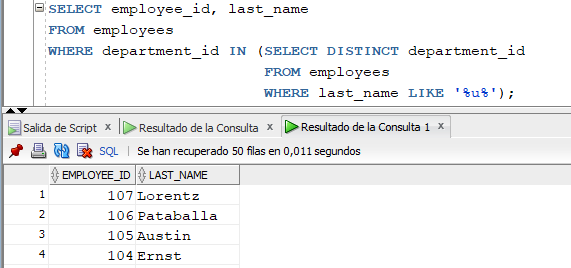 SELECT employee_id, last_name
FROM employees
WHERE department_id IN (SELECT DISTINCT department_id
FROM employees
WHERE last_name LIKE '%u%');
Salida de Script x Resultado de la Consulta x Resultado de la Consulta 1 x
SQL | Se han recuperado 50 filas en 0,011 segundos
EMPLOYEE_ID LAST_NAME
1 107 Lorentz
2 106 Pataballa
3 105 Austin
4 104 Ernst